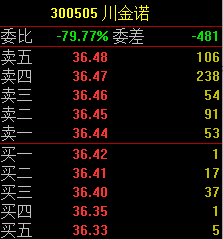 300505 川金诺
委比 -79.77% 委差 -481
卖五 36.48 106
卖四 36.47 238
卖三 36.46 54
卖二 36.45 91
卖一 36.44 53
买一 36.42 1
买二 36.41 17
买三 36.40 37
买四 36.35 1
买五 36.33 5